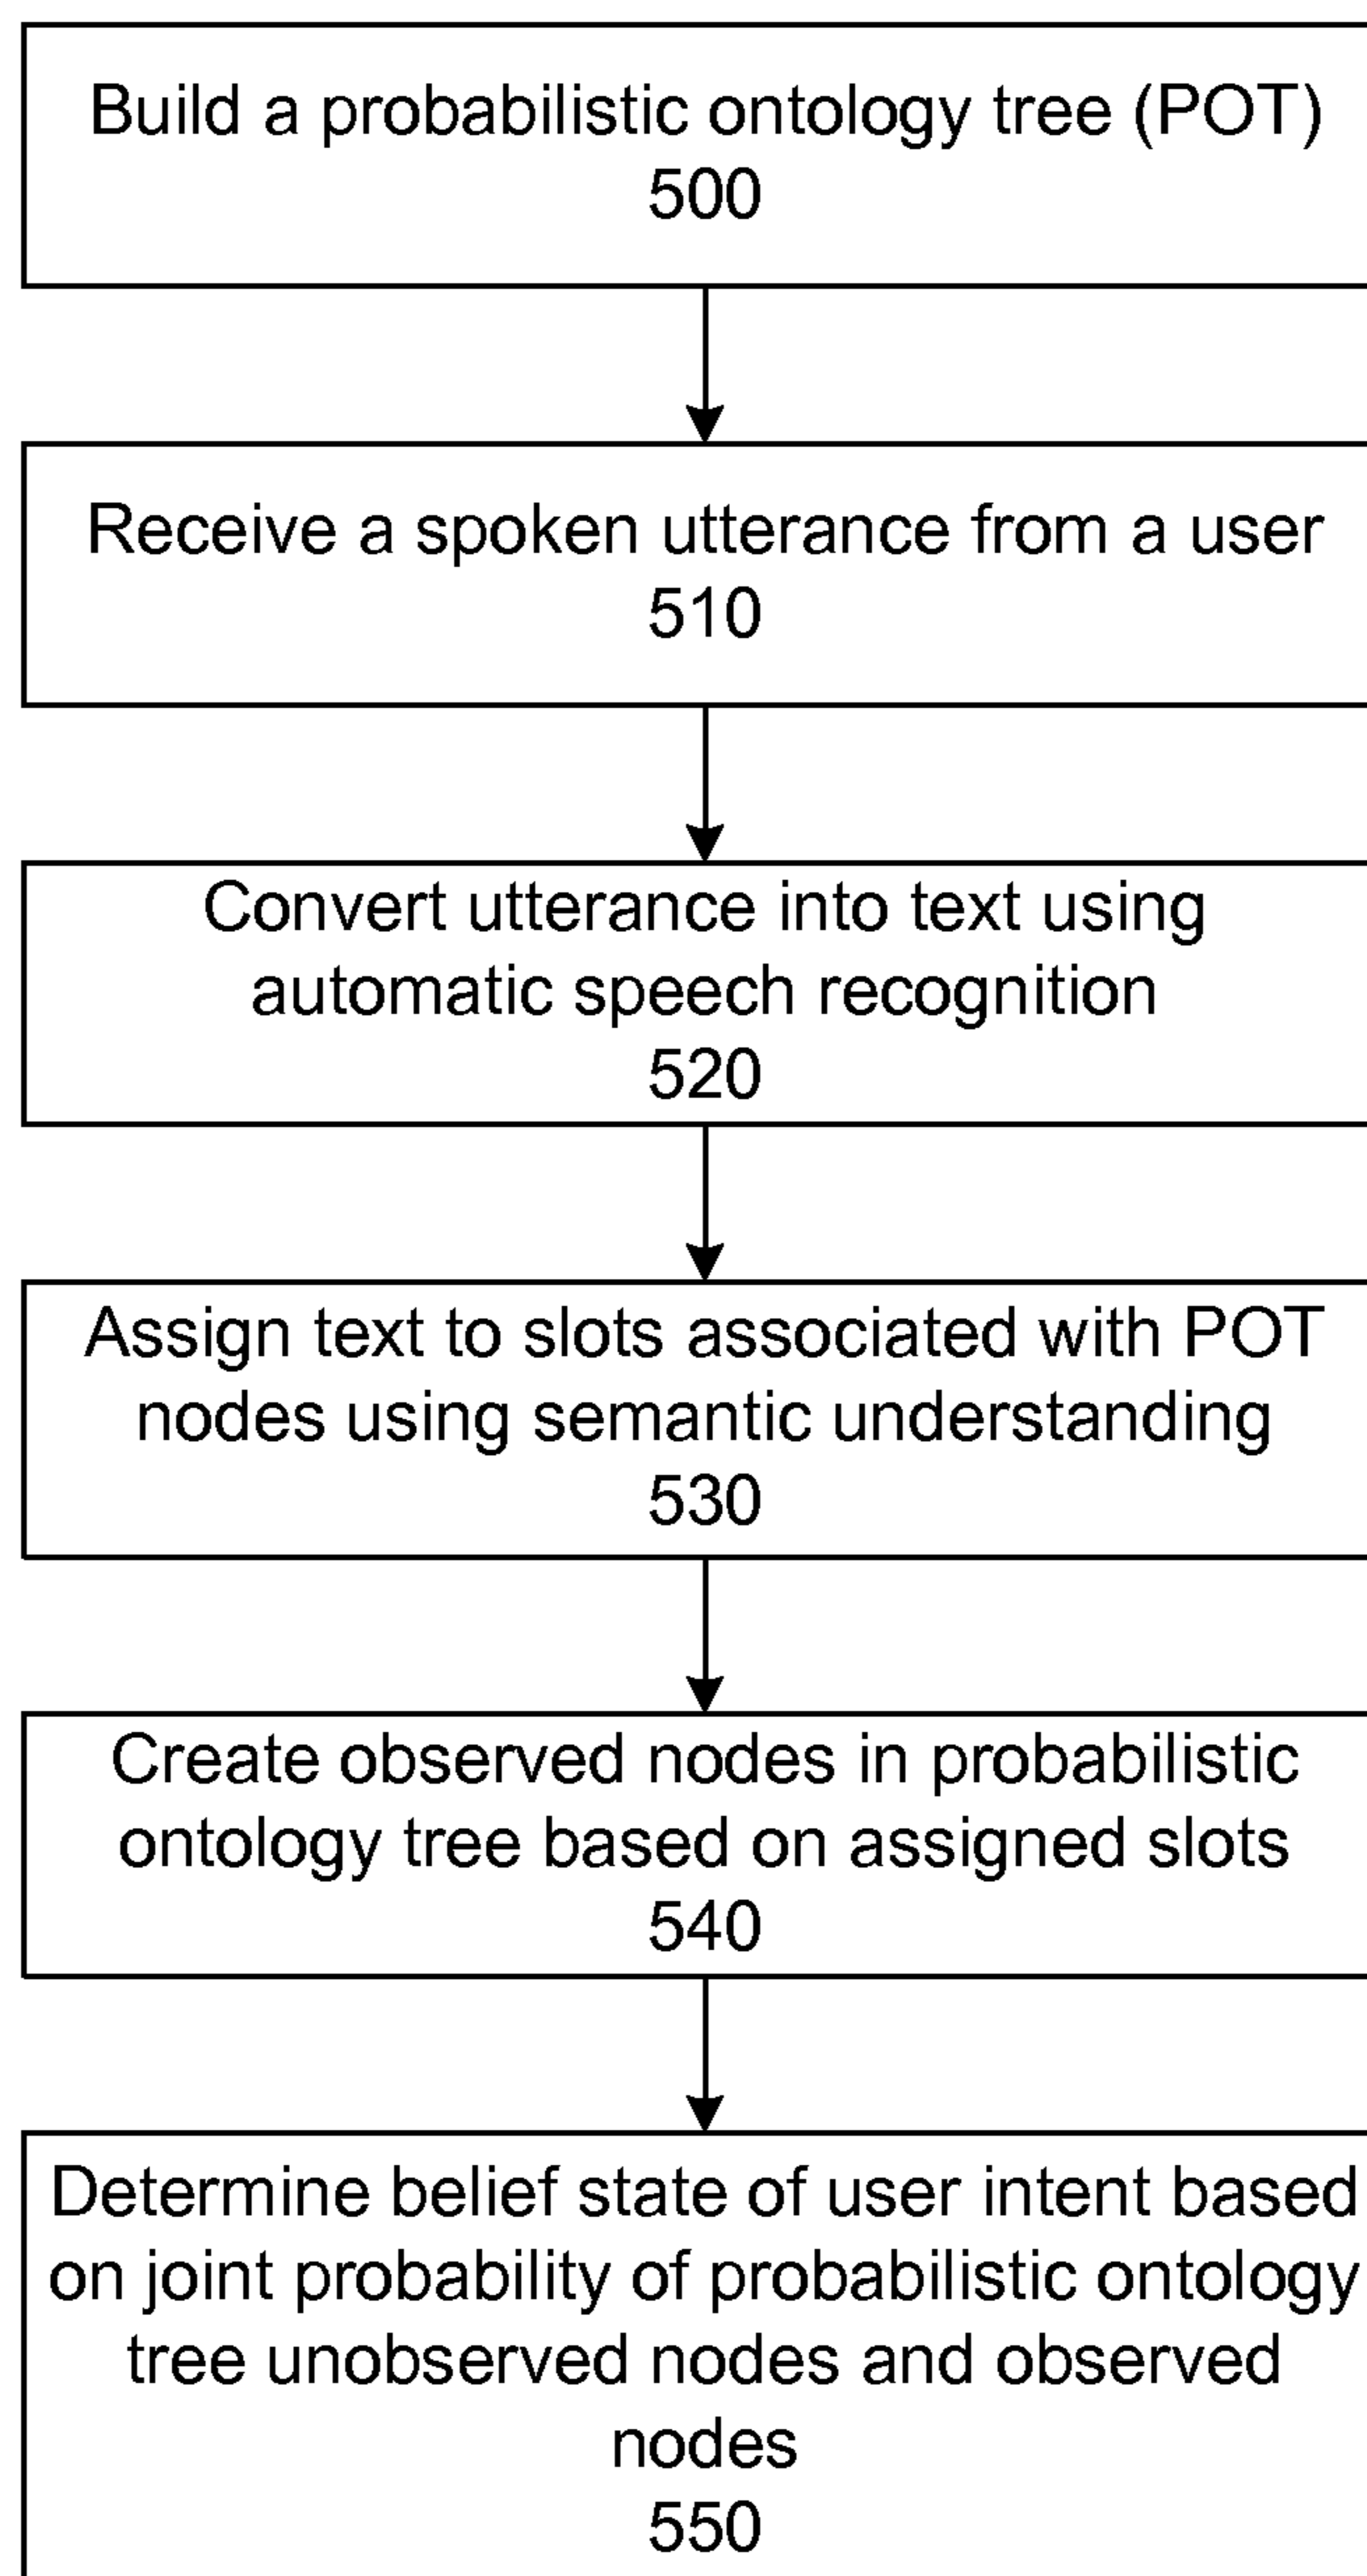 Build a probabilistic ontology tree (POT)
500
Receive a spoken utterance from a user
510
Convert utterance into text using
automatic speech recognition
520
Assign text to slots associated with POT
nodes using semantic understanding
530
Create observed nodes in probabilistic
ontology tree based on assigned slots
540
Determine belief state of user intent based
on joint probability of probabilistic ontology
tree unobserved nodes and observed
nodes
550